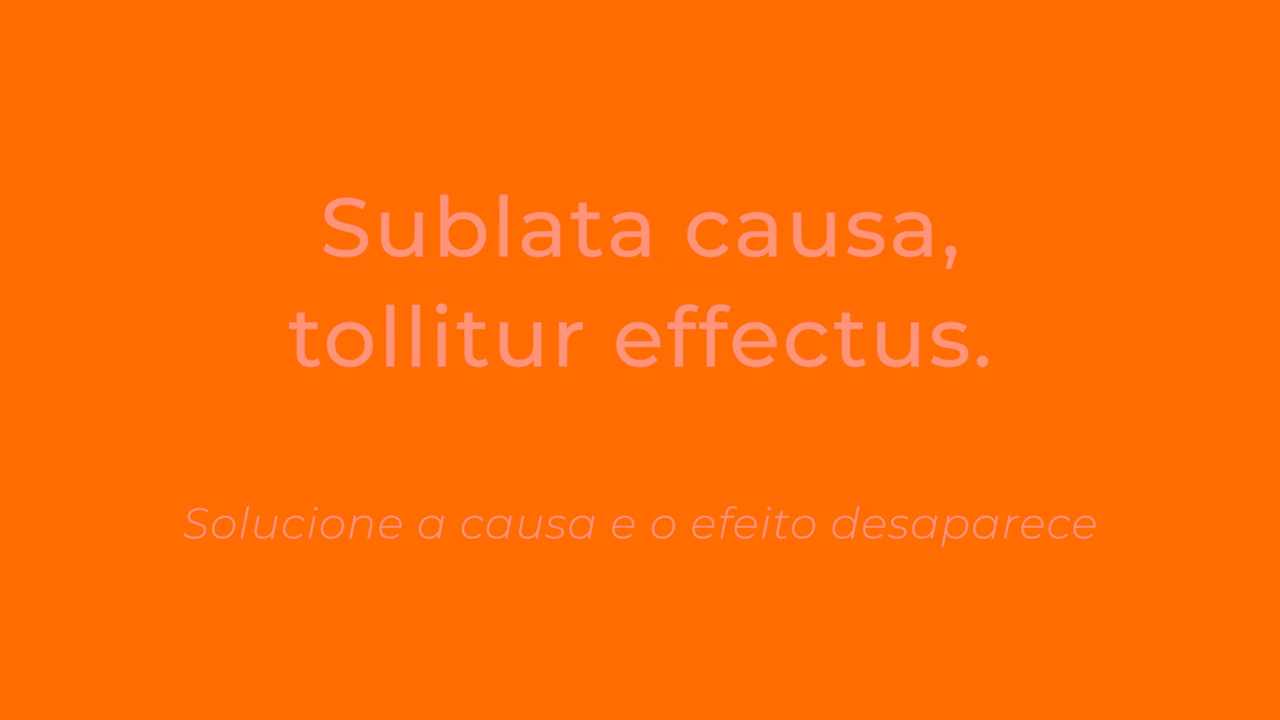 Sublata causa,
tollitur effectus.
Solucione a causa e o efeito desaparece